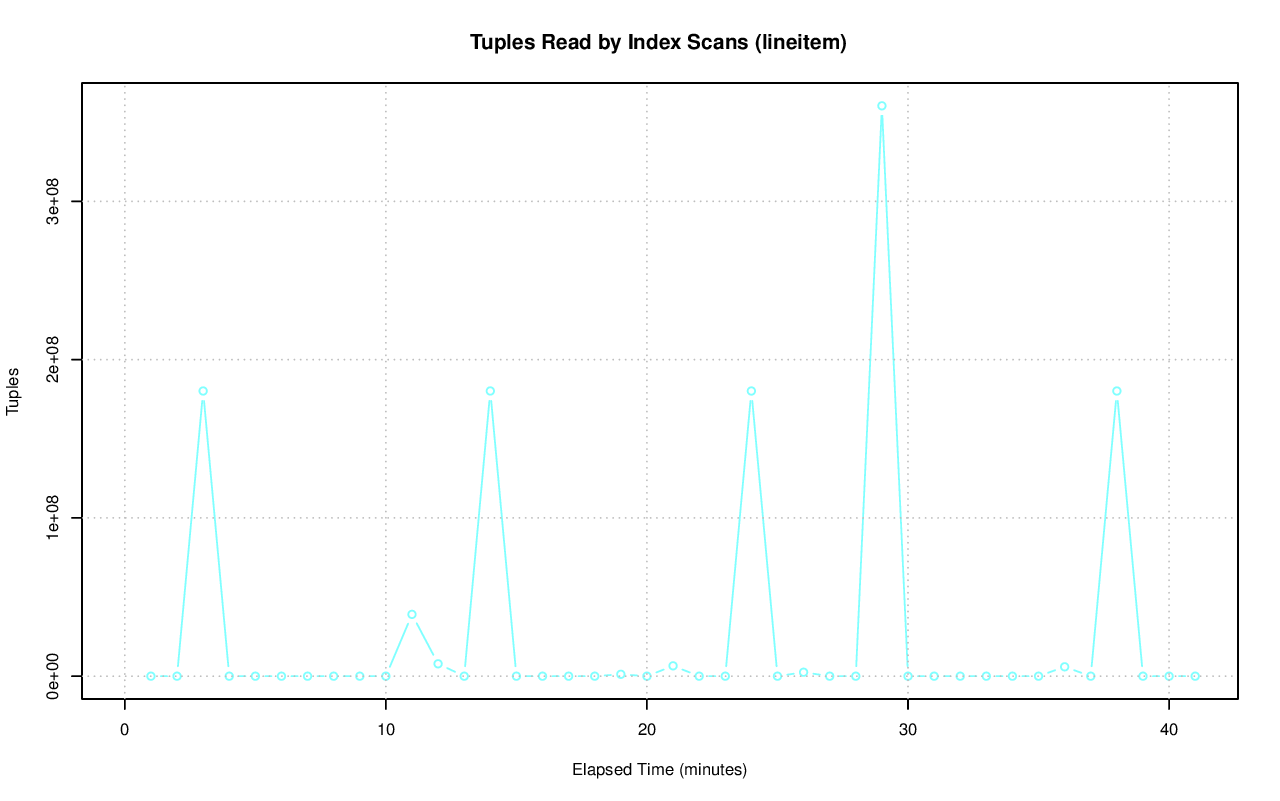 Tuples Read by Index Scans (lineitem)
Tuples
3e+08
2e+08
1e+08
0e+00
0 10 20 30 40
Elapsed Time (minutes)